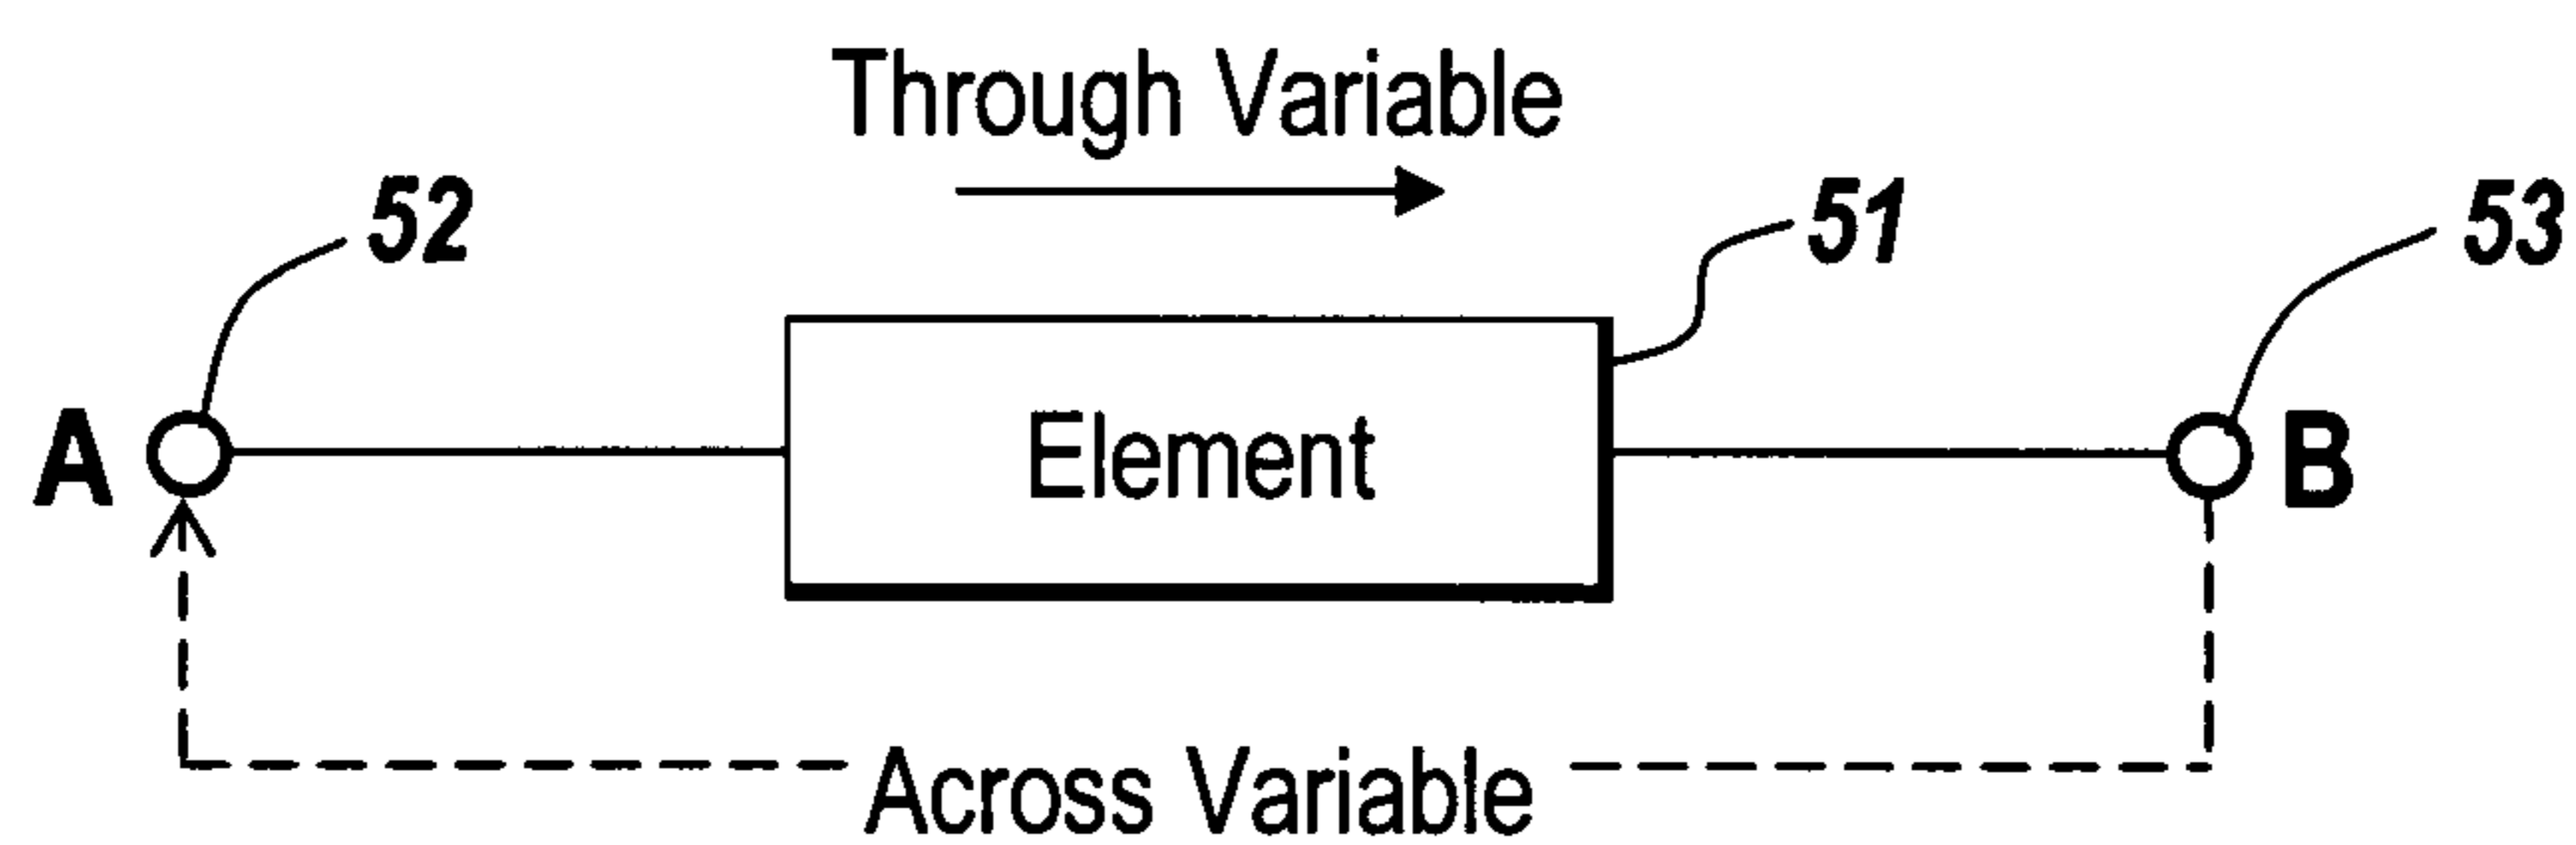 Through Variable
52
51
53
A
Element
B
Across Variable